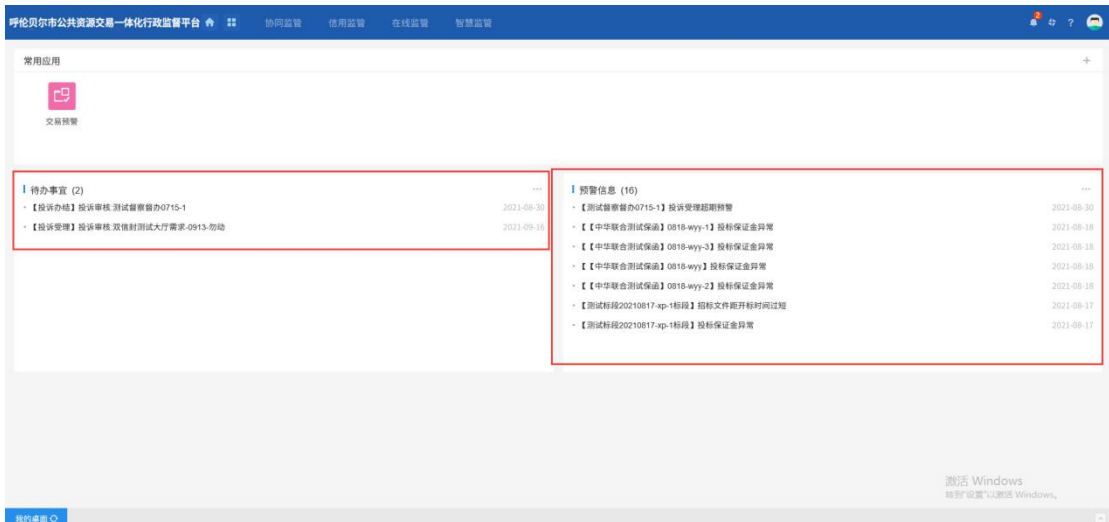 呼伦贝尔市公共资源交易一体化行政监督平台 协同监管 信用监管 在线监管 智慧监管 2 ?
常用应用 +
交易预警
待办事宜 (2) ...
【投诉办结】投诉审核:测试督察督办0715-1 2021-08-30
【投诉受理】投诉审核:双信封测试大厅需求-0913-勿动 2021-09-16
预警信息 (16) ...
【测试督察督办0715-1】投诉受理超期预警 2021-08-30
【【中华联合测试保函】0818-wyy-1】投标保证金异常 2021-08-18
【【中华联合测试保函】0818-wyy-3】投标保证金异常 2021-08-18
【【中华联合测试保函】0818-wyy】投标保证金异常 2021-08-18
【【中华联合测试保函】0818-wyy-2】投标保证金异常 2021-08-18
【测试标段20210817-xp-1标段】招标文件距开标时间过短 2021-08-17
【测试标段20210817-xp-1标段】投标保证金异常 2021-08-17
激活 Windows
转到"设置"以激活 Windows。
我的桌面